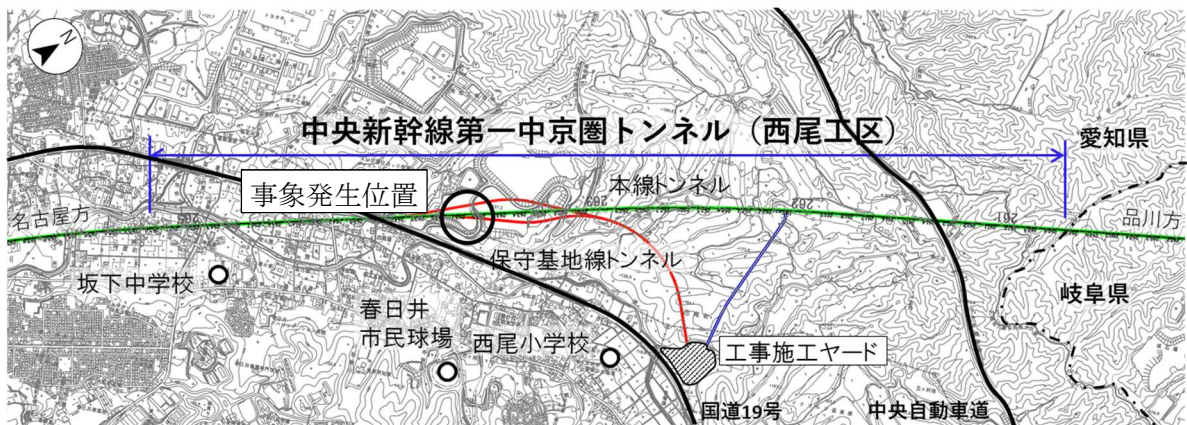 N
中央新幹線第一中京圏トンネル（西尾工区）
愛知県
事象発生位置
本線トンネル
名古屋方
品川方
保守基地線トンネル
坂下中学校
岐阜県
春日井
市民球場
西尾小学校
工事施工ヤード
国道19号
中央自動車道